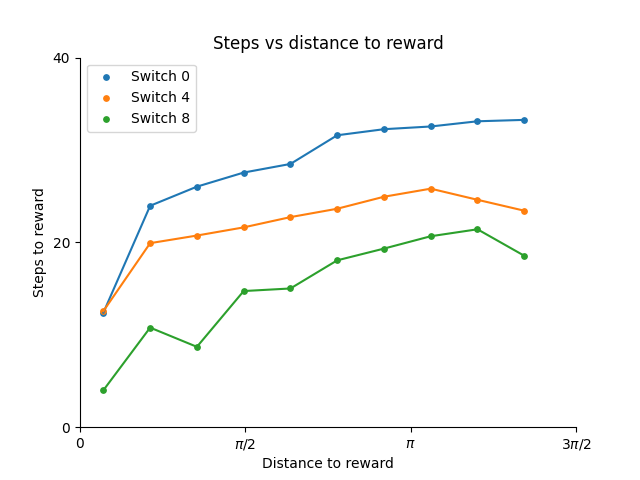 Steps vs distance to reward
40
Switch 0
Switch 4
Switch 8
Steps to reward
20
0
0 π/2 π 3π/2
Distance to reward